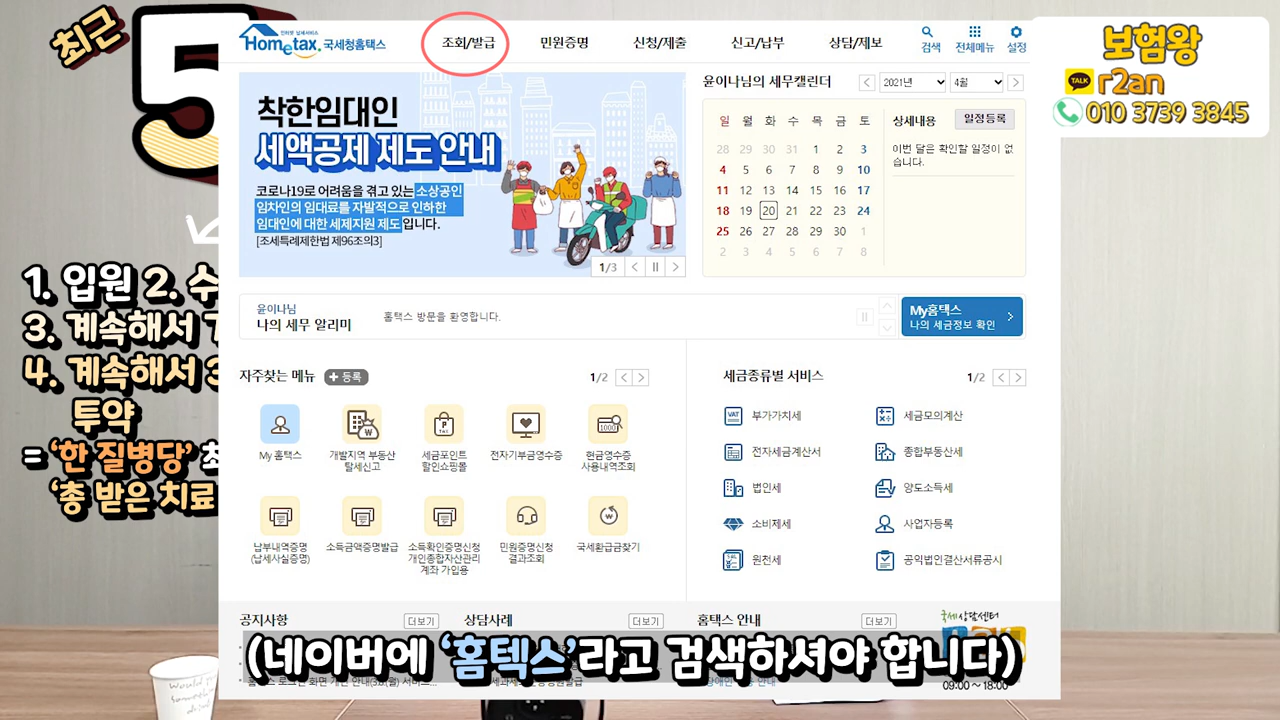 최근
5
1. 입원 2. 수
3. 계속해서 7
4. 계속해서 3
투약
= ‘한 질병당’ 최
‘총 받은 치료
인터넷 납세서비스
Hometax. 국세청홈택스
조회/발급
민원증명
신청/제출
신고/납부
상담/제보
검색
전체메뉴
설정
보험왕
TALK r2an
010 3739 3845
착한임대인
세액공제 제도 안내
코로나19로 어려움을 겪고 있는 소상공인
임차인의 임대료를 자발적으로 인하한
임대인에 대한 세제지원 제도입니다.
[조세특례제한법 제96조의3]
1/3
윤이나님의 세무캘린더
2021년
4월
일 월 화 수 목 금 토
28 29 30 31 1 2 3
4 5 6 7 8 9 10
11 12 13 14 15 16 17
18 19 20 21 22 23 24
25 26 27 28 29 30 1
2 3 4 5 6 7 8
상세내용
일정등록
이번 달은 확인할 일정이 없
습니다.
윤이나님
나의 세무 알리미
홈택스 방문을 환영합니다.
My홈택스
나의 세금정보 확인
자주찾는 메뉴
+ 등록
1/2
My 홈택스
개발지역 부동산
탈세신고
세금포인트
할인쇼핑몰
전자기부금영수증
현금영수증
사용내역조회
납부내역증명
(납세사실증명)
소득금액증명발급
소득확인증명신청
개인종합자산관리
계좌 가입용
민원증명신청
결과조회
국세환급금찾기
세금종류별 서비스
1/2
VAT
부가가치세
세금모의계산
전자세금계산서
종합부동산세
법인세
양도소득세
소비제세
사업자등록
원천세
공익법인결산서류공시
공지사항
더보기
상담사례
더보기
홈택스 안내
더보기
국세상담센터
(네이버에 ‘홈텍스’라고 검색하셔야 합니다)
09:00 ~ 18:00
Would yo